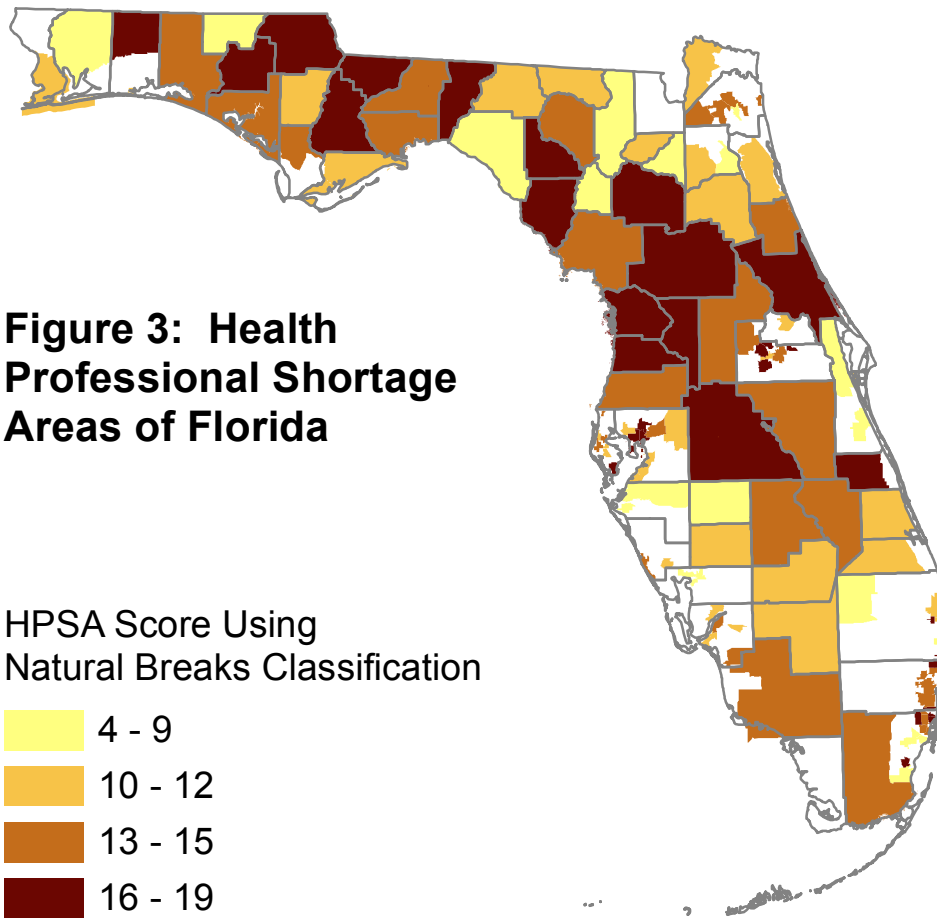 Figure 3: Health
Professional Shortage
Areas of Florida
HPSA Score Using
Natural Breaks Classification
4 - 9
10 - 12
13 - 15
16 - 19